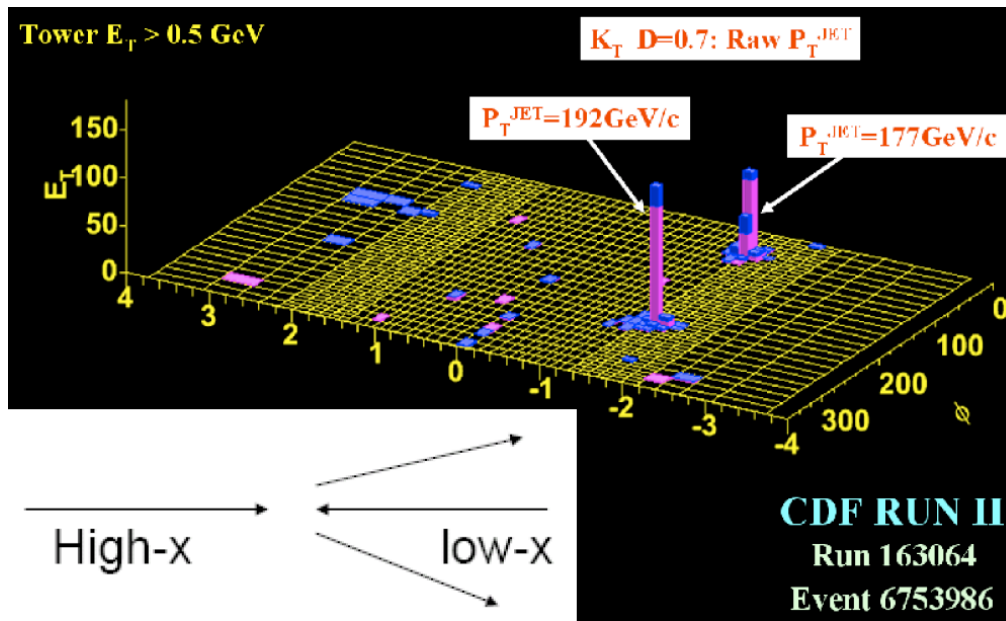 Tower E_T > 0.5 GeV
K_T D=0.7: Raw P_T^JET
P_T^JET=192GeV/c
P_T^JET=177GeV/c
150
100
50
0
E_T
4
3
2
1
0
-1
-2
-3
-4
0
100
200
300
ϕ
High-x
low-x
CDF RUN II
Run 163064
Event 6753986